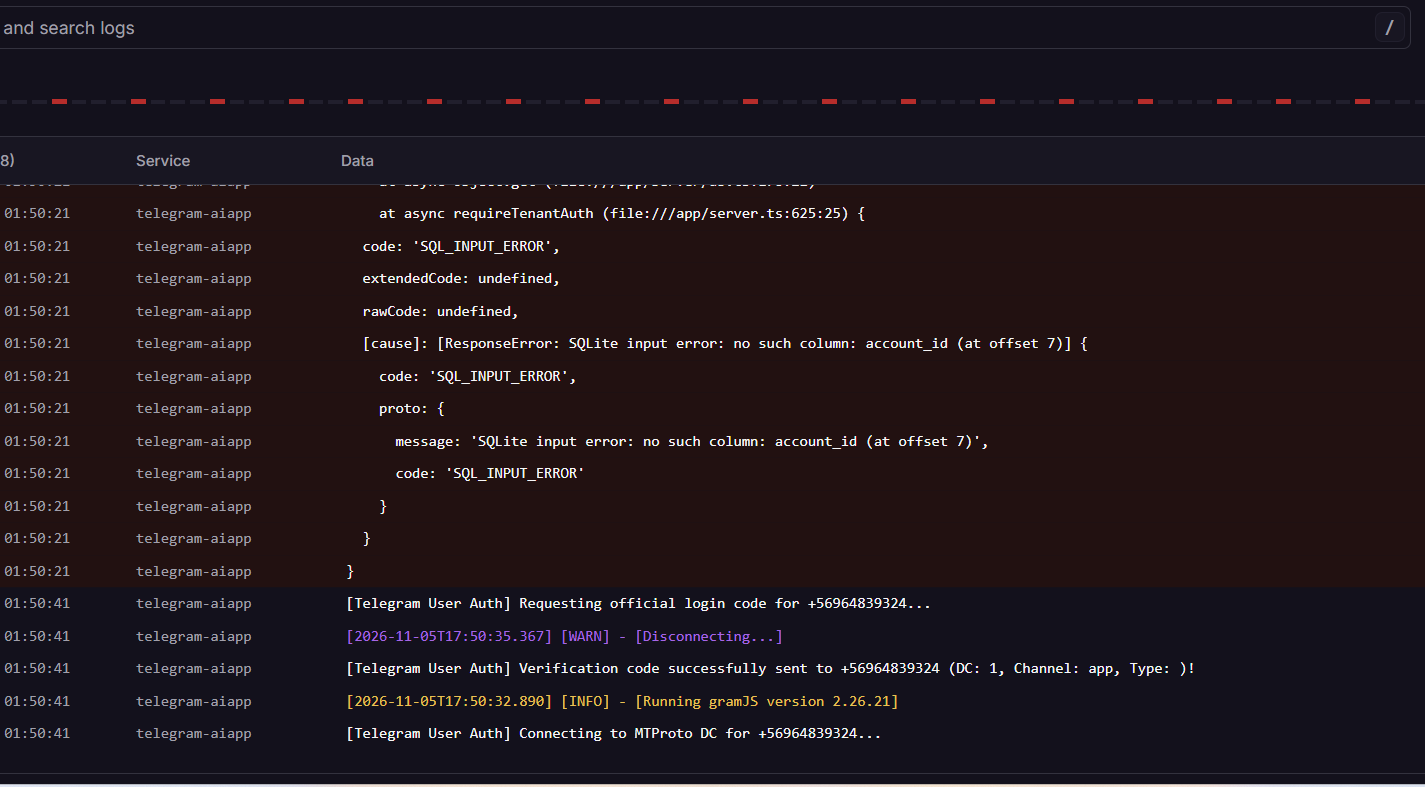 and search logs /
8) Service Data
01:50:21 telegram-aiapp at async requireTenantAuth (file:///app/server.ts:625:25) {
01:50:21 telegram-aiapp code: 'SQL_INPUT_ERROR',
01:50:21 telegram-aiapp extendedCode: undefined,
01:50:21 telegram-aiapp rawCode: undefined,
01:50:21 telegram-aiapp [cause]: [ResponseError: SQLite input error: no such column: account_id (at offset 7)] {
01:50:21 telegram-aiapp code: 'SQL_INPUT_ERROR',
01:50:21 telegram-aiapp proto: {
01:50:21 telegram-aiapp message: 'SQLite input error: no such column: account_id (at offset 7)',
01:50:21 telegram-aiapp code: 'SQL_INPUT_ERROR'
01:50:21 telegram-aiapp }
01:50:21 telegram-aiapp }
01:50:21 telegram-aiapp }
01:50:41 telegram-aiapp [Telegram User Auth] Requesting official login code for +56964839324...
01:50:41 telegram-aiapp [2026-11-05T17:50:35.367] [WARN] - [Disconnecting...]
01:50:41 telegram-aiapp [Telegram User Auth] Verification code successfully sent to +56964839324 (DC: 1, Channel: app, Type: )!
01:50:41 telegram-aiapp [2026-11-05T17:50:32.890] [INFO] - [Running gramJS version 2.26.21]
01:50:41 telegram-aiapp [Telegram User Auth] Connecting to MTProto DC for +56964839324...